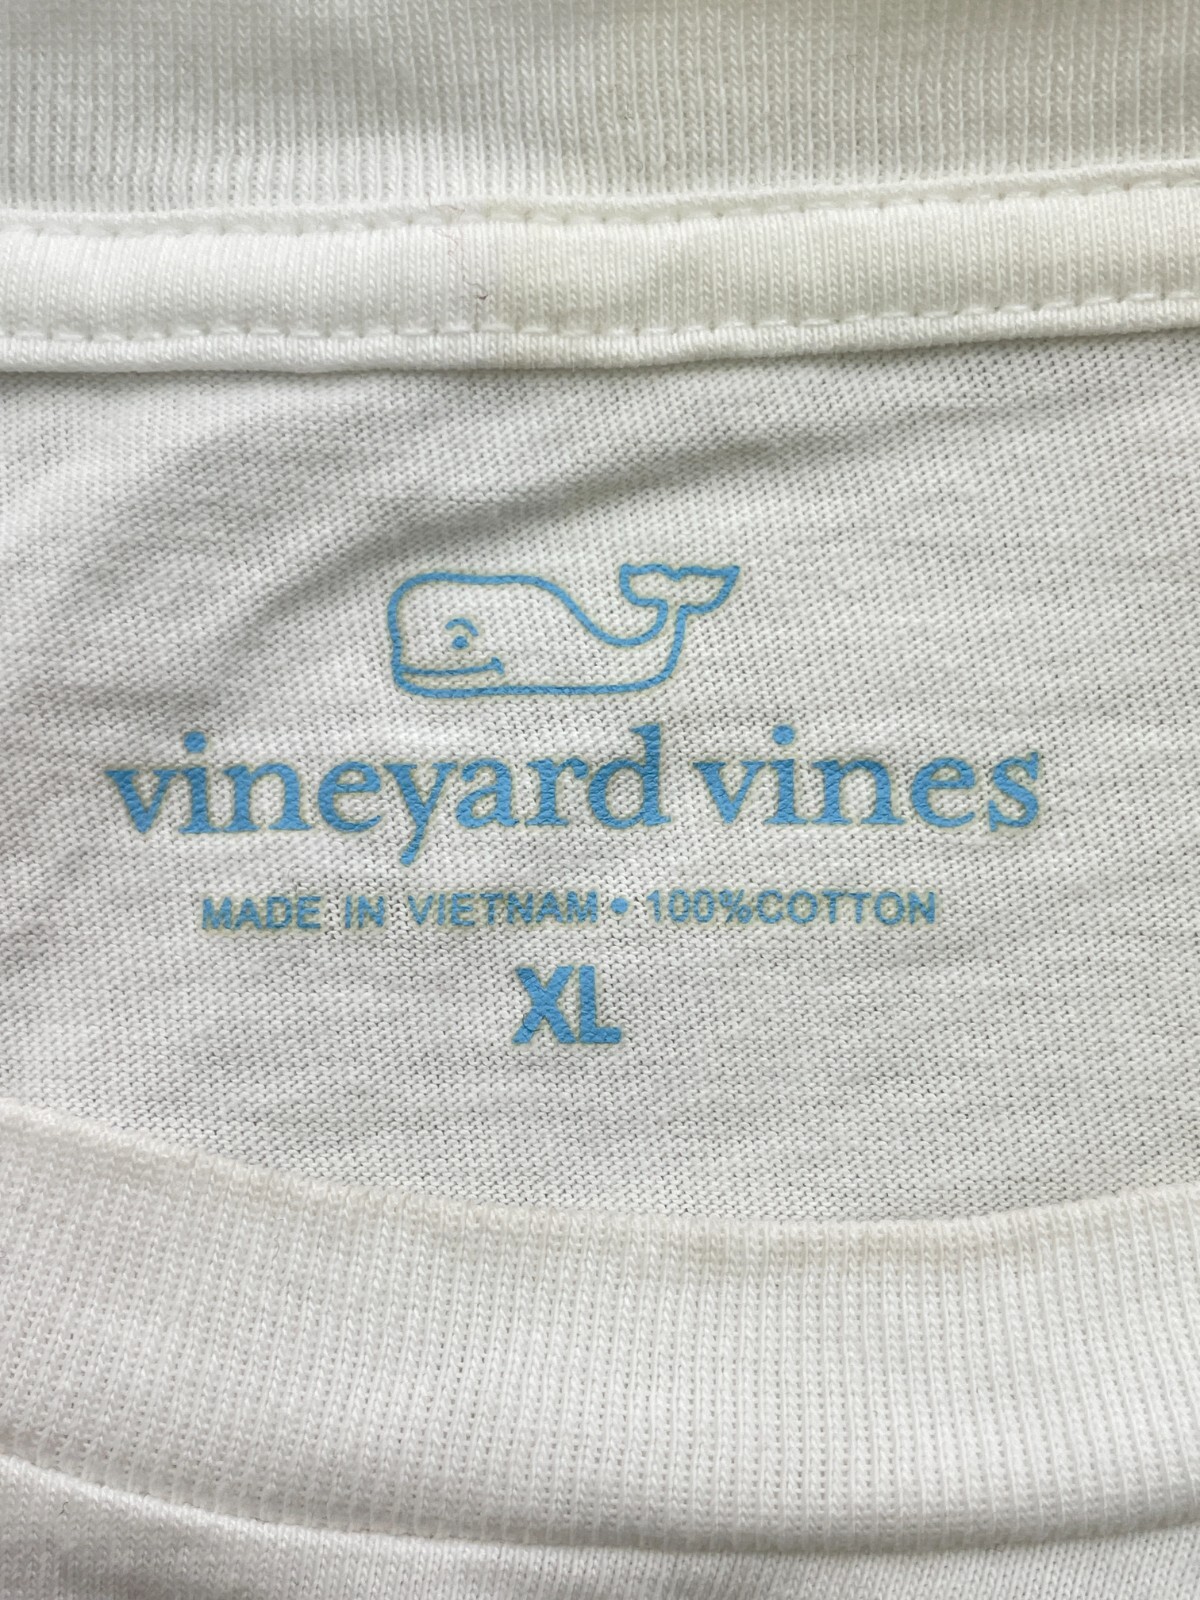 vineyard vines
MADE IN VIETNAM • 100%COTTON
XL